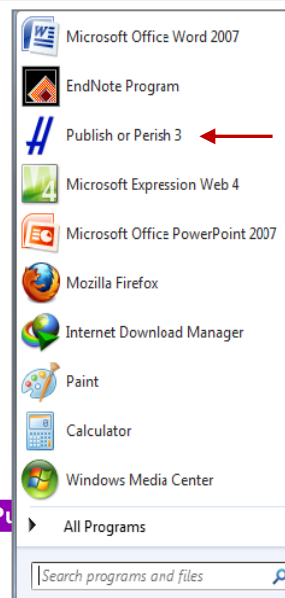 Microsoft Office Word 2007
EndNote Program
Publish or Perish 3
Microsoft Expression Web 4
Microsoft Office PowerPoint 2007
Mozilla Firefox
Internet Download Manager
Paint
Calculator
Windows Media Center
All Programs
Search programs and files